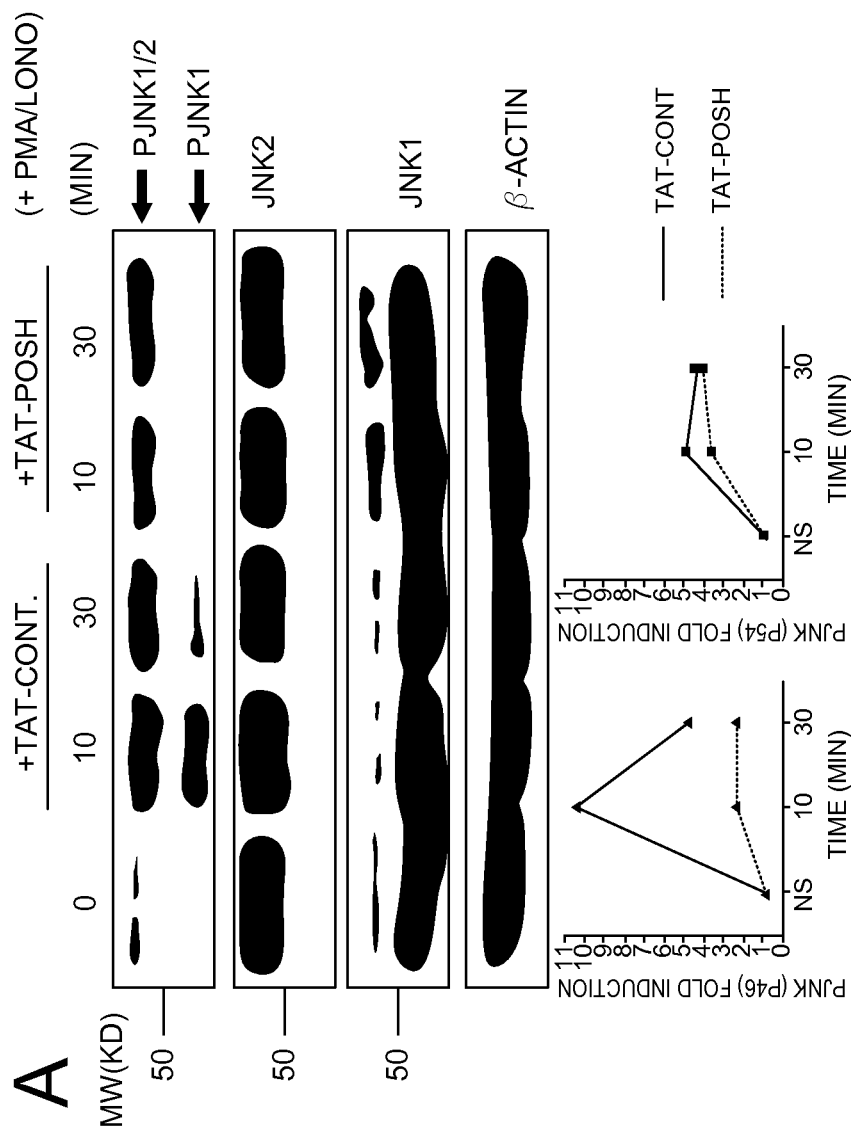 A
+TAT-CONT. +TAT-POSH (+ PMA/LONO)
MW(KD) 0 10 30 10 30 (MIN)
50 PJNK1/2
PJNK1
50 JNK2
50 JNK1
β-ACTIN
PJNK (P46) FOLD INDUCTION
11
10
9
8
7
6
5
4
3
2
1
0
NS 10 30
TIME (MIN)
PJNK (P54) FOLD INDUCTION
11
10
9
8
7
6
5
4
3
2
1
0
NS 10 30
TIME (MIN)
TAT-CONT
TAT-POSH